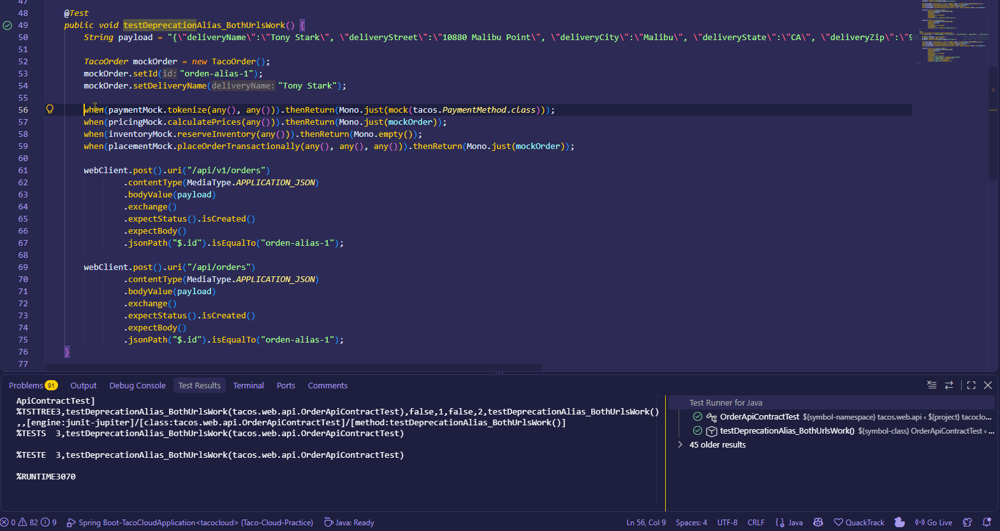 47
48 @Test
49 public void testDeprecationAlias_BothUrlsWork() {
50 String payload = "{\"deliveryName\":\"Tony Stark\", \"deliveryStreet\":\"10880 Malibu Point\", \"deliveryCity\":\"Malibu\", \"deliveryState\":\"CA\", \"deliveryZip\":\"9
51
52 TacoOrder mockOrder = new TacoOrder();
53 mockOrder.setId(id: "orden-alias-1");
54 mockOrder.setDeliveryName(deliveryName: "Tony Stark");
55
56 when(paymentMock.tokenize(any(), any())).thenReturn(Mono.just(mock(tacos.PaymentMethod.class)));
57 when(pricingMock.calculatePrices(any())).thenReturn(Mono.just(mockOrder));
58 when(inventoryMock.reserveInventory(any())).thenReturn(Mono.empty());
59 when(placementMock.placeOrderTransactionally(any(), any(), any())).thenReturn(Mono.just(mockOrder));
60
61 webClient.post().uri("/api/v1/orders")
62 .contentType(MediaType.APPLICATION_JSON)
63 .bodyValue(payload)
64 .exchange()
65 .expectStatus().isCreated()
66 .expectBody()
67 .jsonPath("$.id").isEqualTo("orden-alias-1");
68
69 webClient.post().uri("/api/orders")
70 .contentType(MediaType.APPLICATION_JSON)
71 .bodyValue(payload)
72 .exchange()
73 .expectStatus().isCreated()
74 .expectBody()
75 .jsonPath("$.id").isEqualTo("orden-alias-1");
76 }
77
Problems 91 Output Debug Console Test Results Terminal Ports Comments
ApiContractTest]
%TSTTREE3,testDeprecationAlias_BothUrlsWork(tacos.web.api.OrderApiContractTest),false,1,false,2,testDeprecationAlias_BothUrlsWork()
,,[engine:junit-jupiter]/[class:tacos.web.api.OrderApiContractTest]/[method:testDeprecationAlias_BothUrlsWork()]
%TESTS  3,testDeprecationAlias_BothUrlsWork(tacos.web.api.OrderApiContractTest)
%TESTE  3,testDeprecationAlias_BothUrlsWork(tacos.web.api.OrderApiContractTest)
%RUNTIME3070
Test Runner for Java
OrderApiContractTest $(symbol-namespace) tacos.web.api ‹ $(project) tacoclo...
testDeprecationAlias_BothUrlsWork() $(symbol-class) OrderApiContractTest ‹ ...
45 older results
0 82 9 Spring Boot-TacoCloudApplication<tacocloud> (Taco-Cloud-Practice) Java: Ready Ln 56, Col 9 Spaces: 4 UTF-8 CRLF Java QuackTrack Go Live